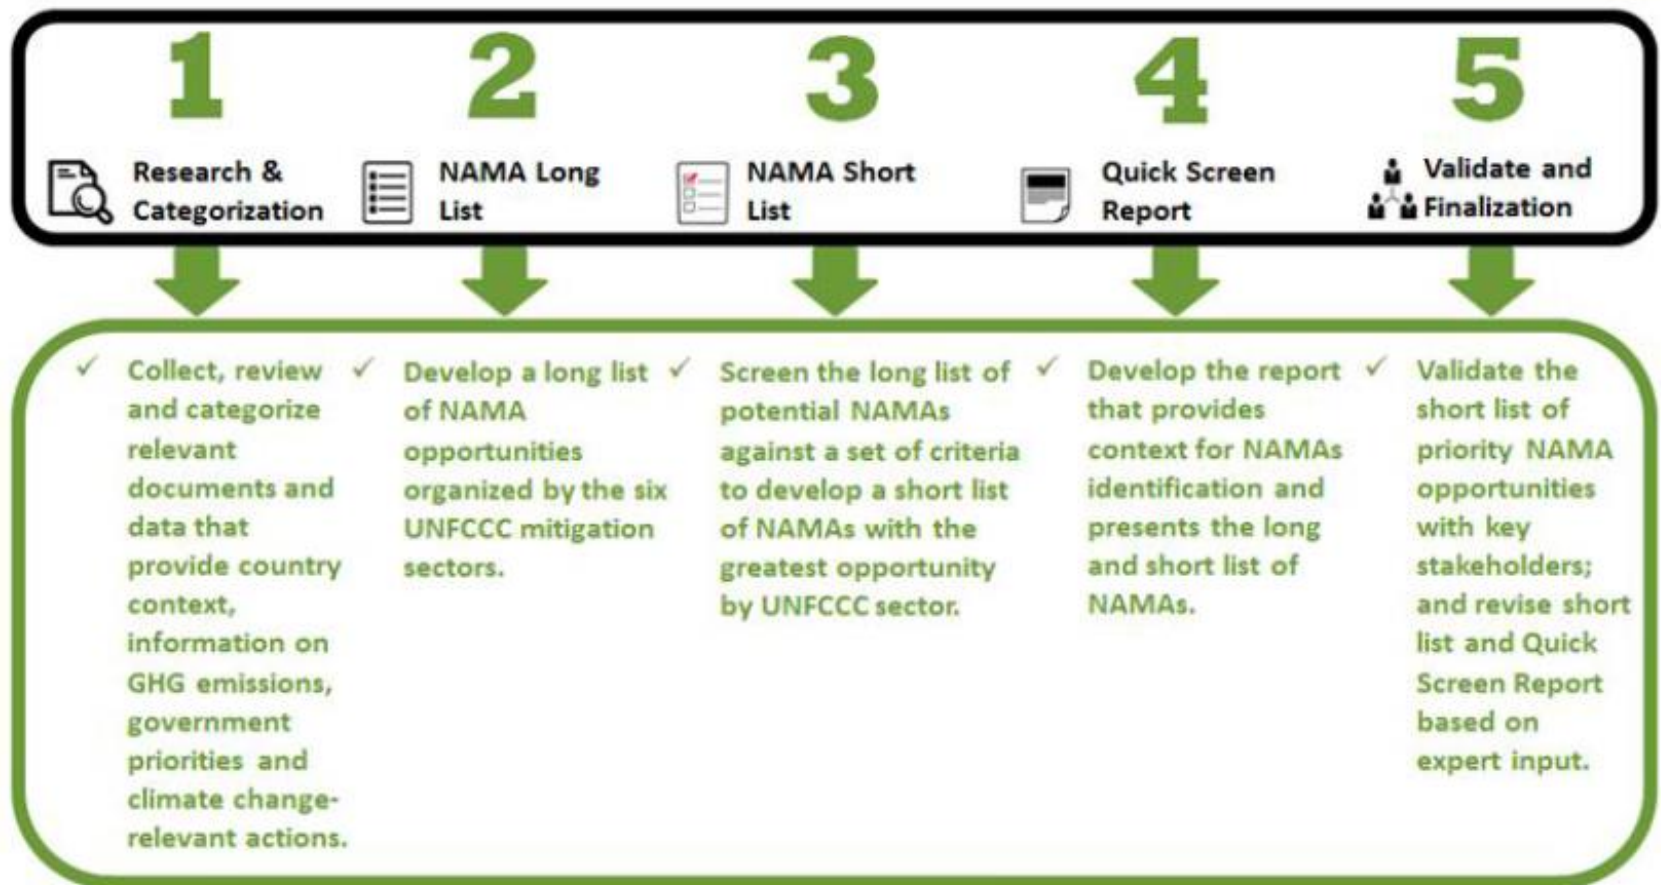 1
Research &
Categorization
2
NAMA Long
List
3
NAMA Short
List
4
Quick Screen
Report
5
Validate and
Finalization
✓ Collect, review
and categorize
relevant
documents and
data that
provide country
context,
information on
GHG emissions,
government
priorities and
climate change-
relevant actions.
✓ Develop a long list
of NAMA
opportunities
organized by the six
UNFCCC mitigation
sectors.
✓ Screen the long list of
potential NAMAs
against a set of criteria
to develop a short list
of NAMAs with the
greatest opportunity
by UNFCCC sector.
✓ Develop the report
that provides
context for NAMAs
identification and
presents the long
and short list of
NAMAs.
✓ Validate the
short list of
priority NAMA
opportunities
with key
stakeholders;
and revise short
list and Quick
Screen Report
based on
expert input.